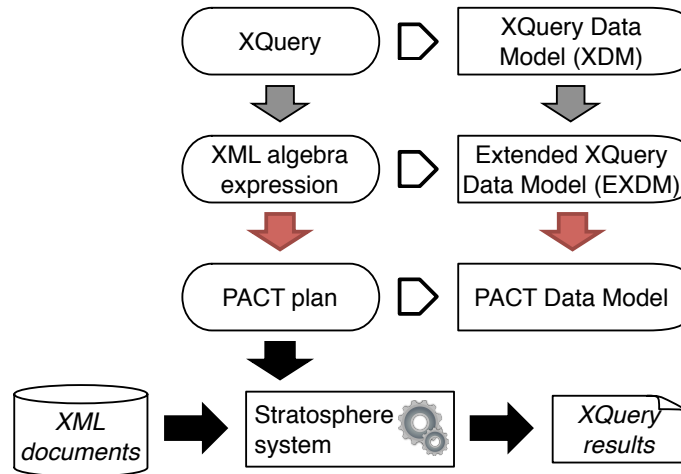 XQuery
XQuery Data
Model (XDM)
XML algebra
expression
Extended XQuery
Data Model (EXDM)
PACT plan
PACT Data Model
XML
documents
Stratosphere
system
XQuery
results